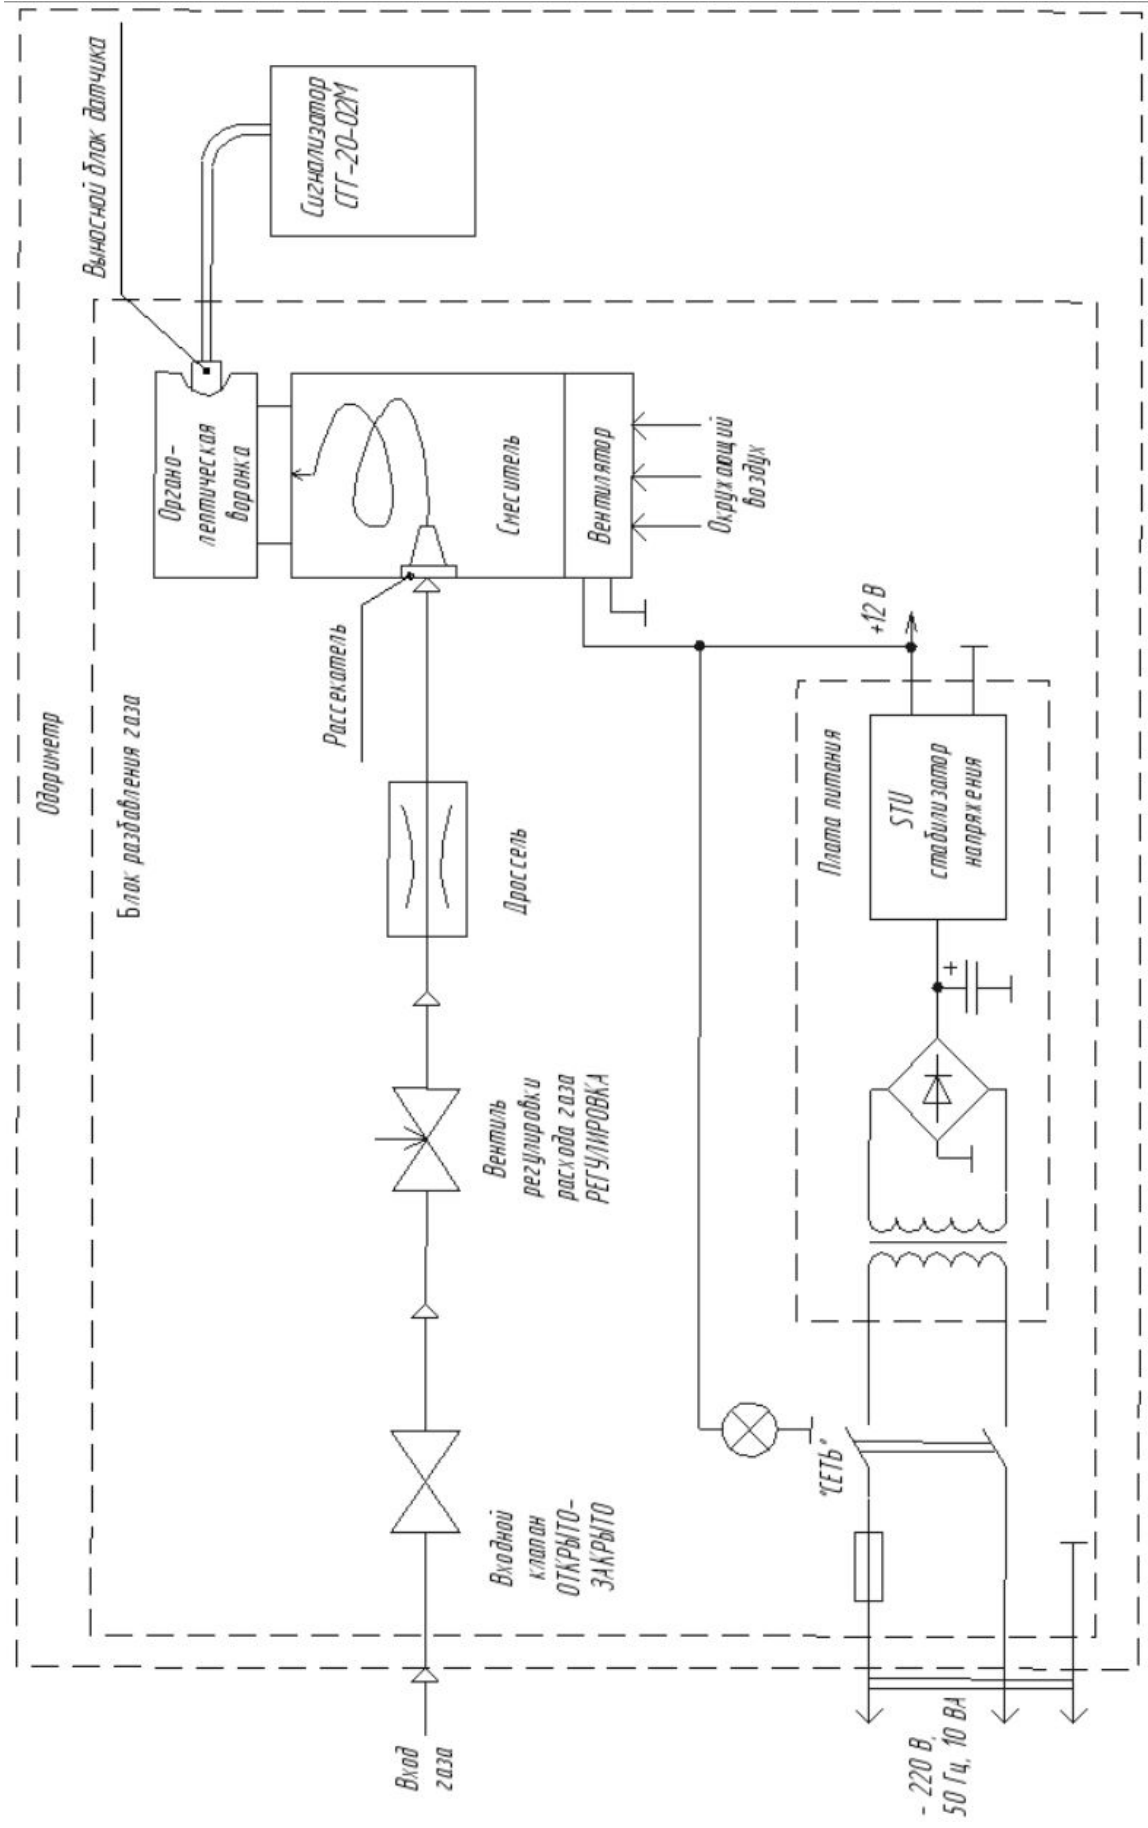 Одориметр
Блок разбавления газа
Выносной блок датчика
Сигнализатор
СГГ-20-02М
Органо-
лептическая
воронка
Рассекатель
Смеситель
Вентилятор
Окружающий
воздух
Вход
газа
Входной
клапан
ОТКРЫТО-
ЗАКРЫТО
Вентиль
регулировки
расхода газа
РЕГУЛИРОВКА
Дроссель
+12 В
Плата питания
STU
стабилизатор
напряжения
+
"СЕТЬ"
~ 220 В,
50 Гц, 10 ВА